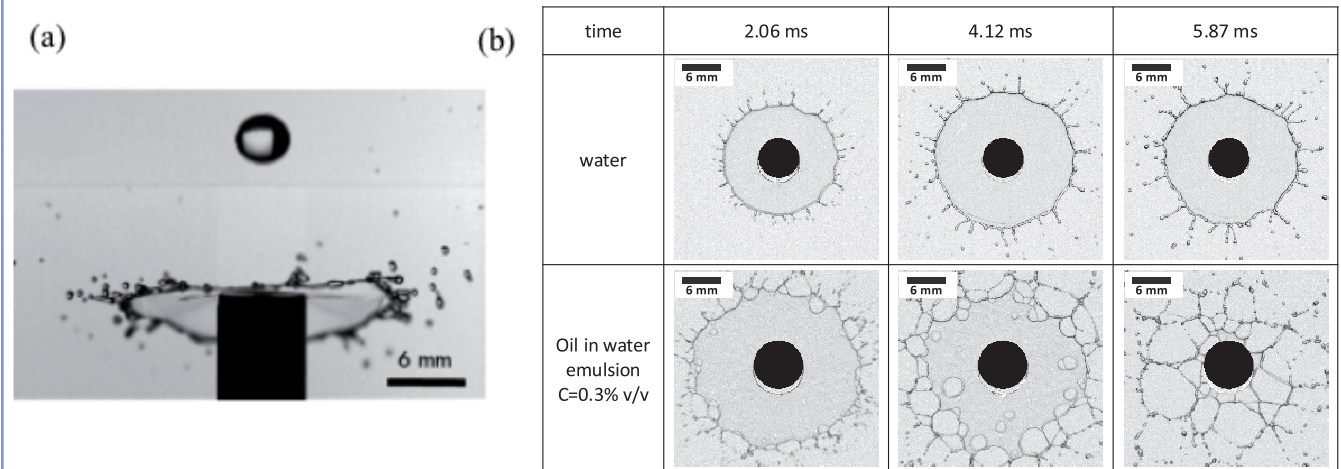 (a)
6 mm
(b)
time 2.06 ms 4.12 ms 5.87 ms
water
6 mm 6 mm 6 mm
Oil in water
emulsion
C=0.3% v/v
6 mm 6 mm 6 mm